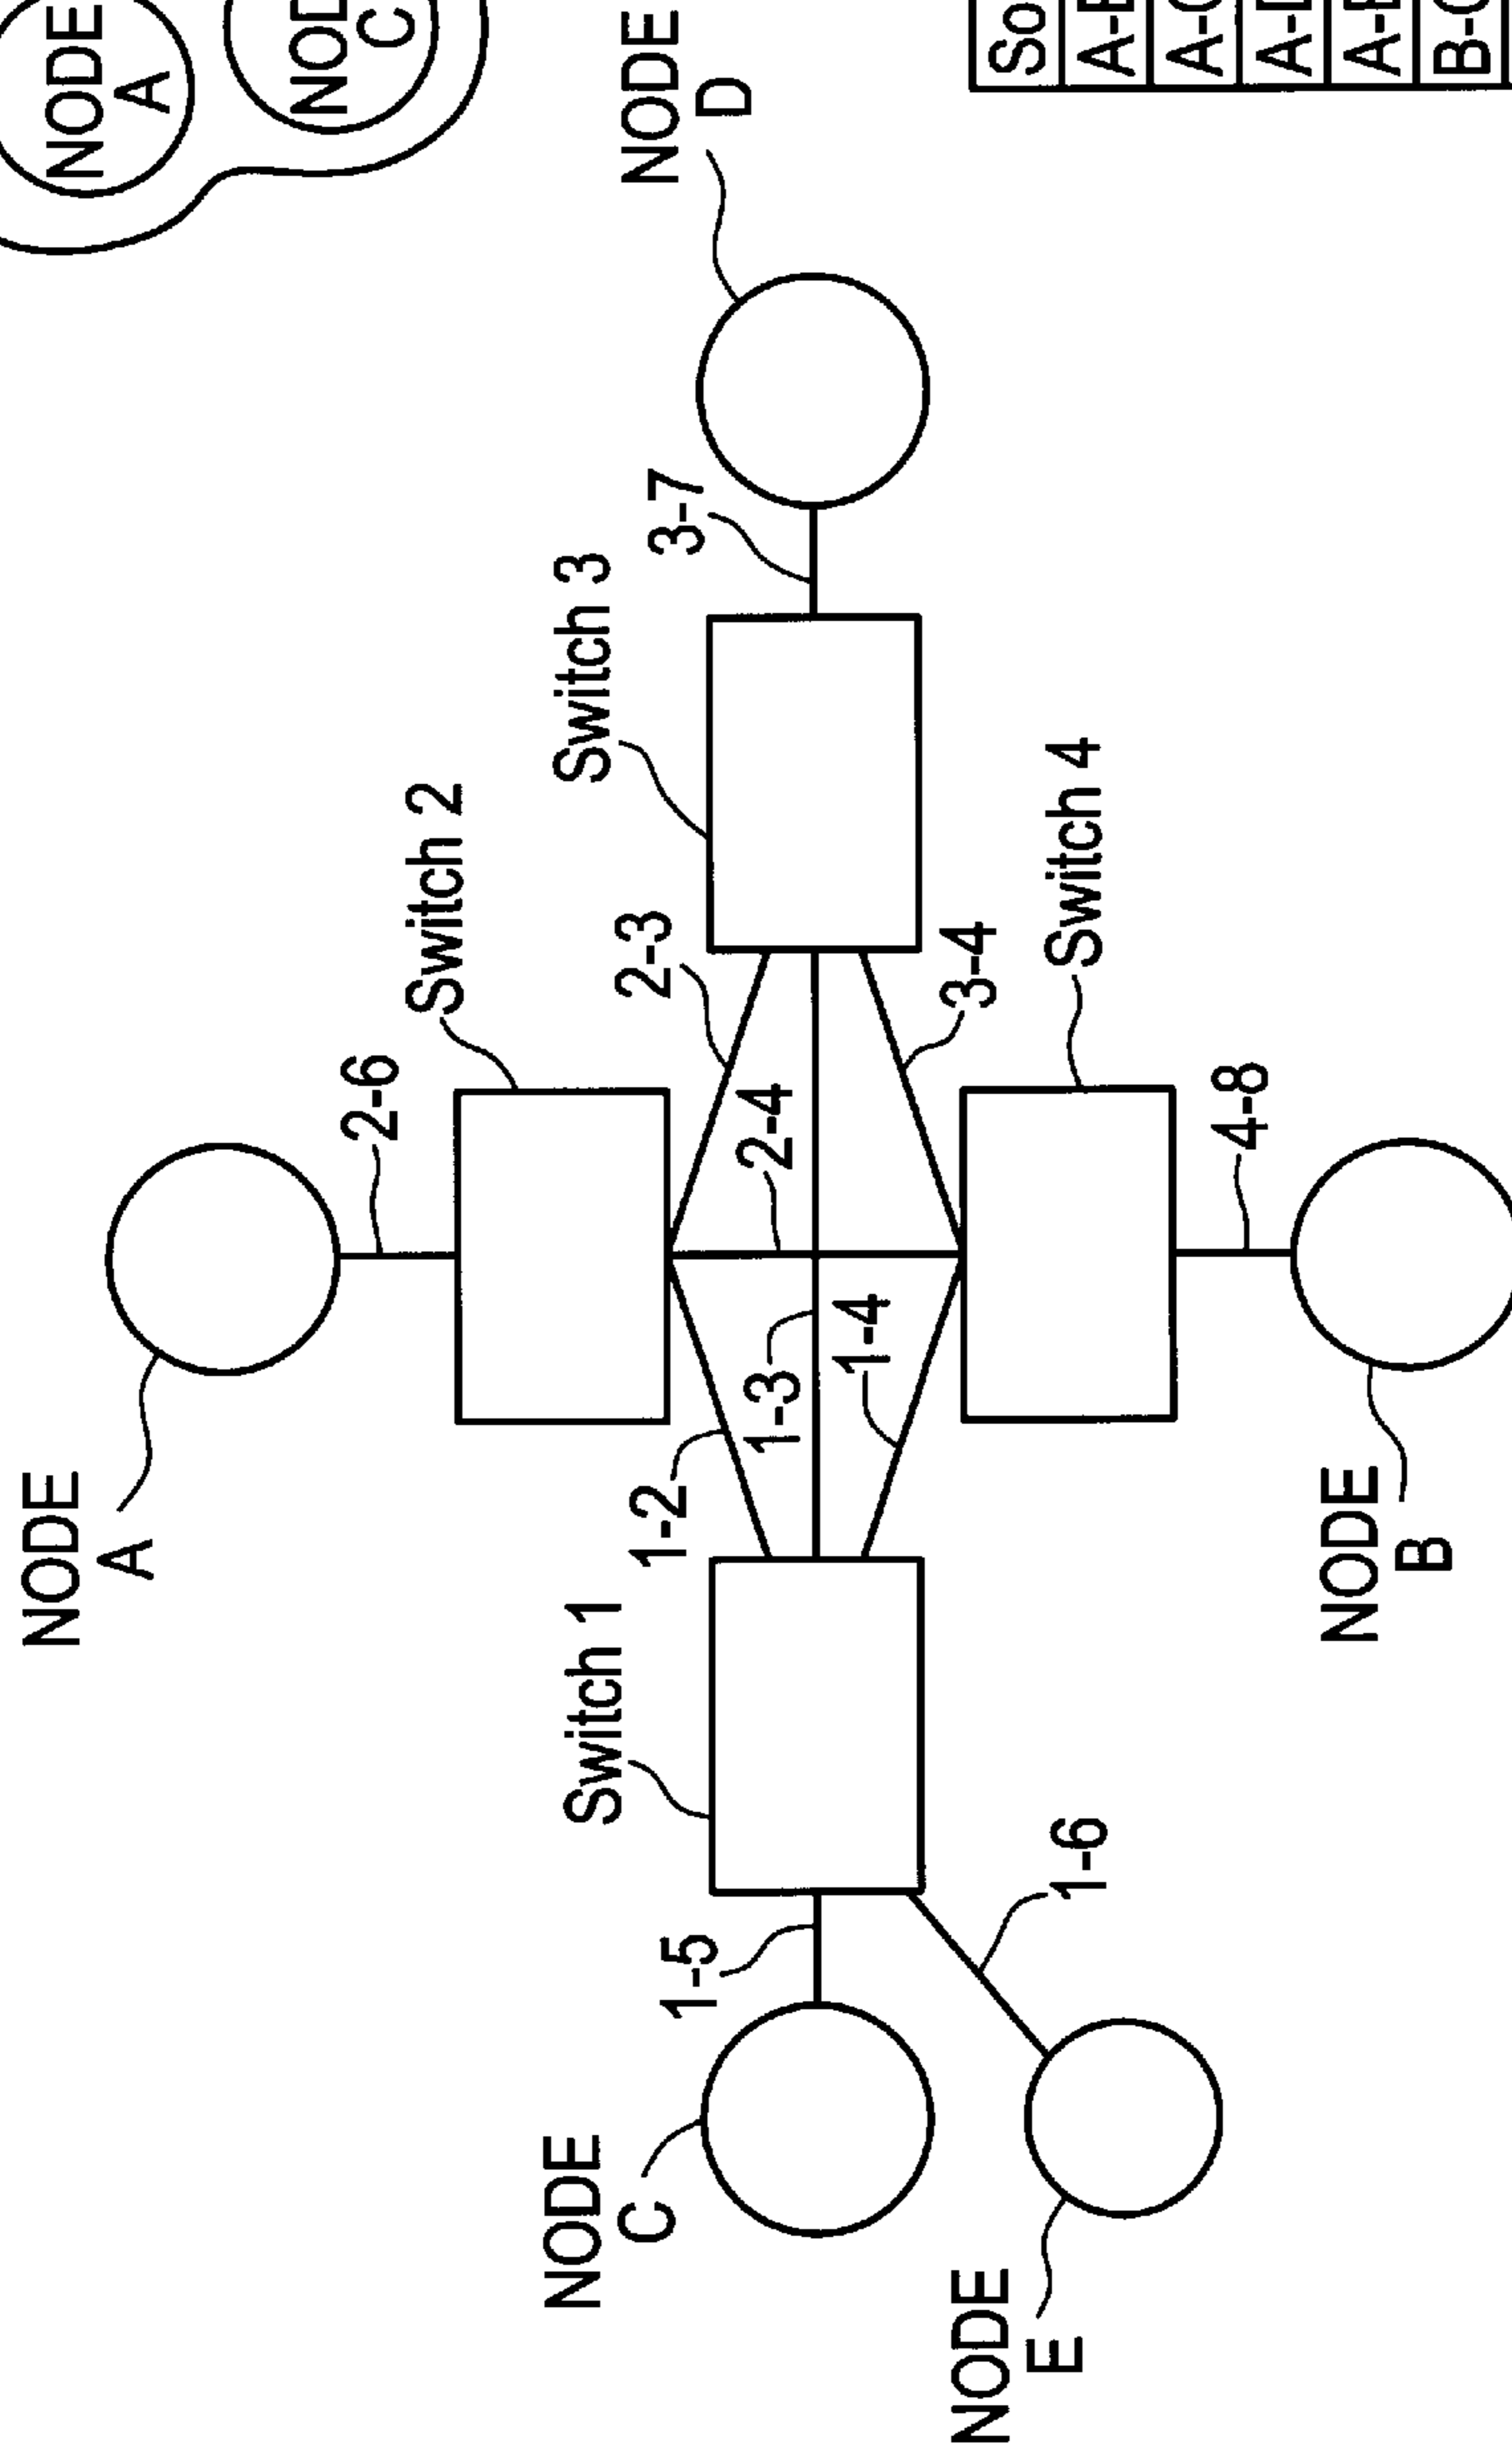 NODE
A
NODE
C
NODE
D
So
3-7
Switch 3
Switch 2
Switch 4
2-3
3-4
2-6
2-4
4-8
1-3
1-4
1-2
NODE
A
NODE
B
Switch 1
1-6
1-5
NODE
C
NODE
E